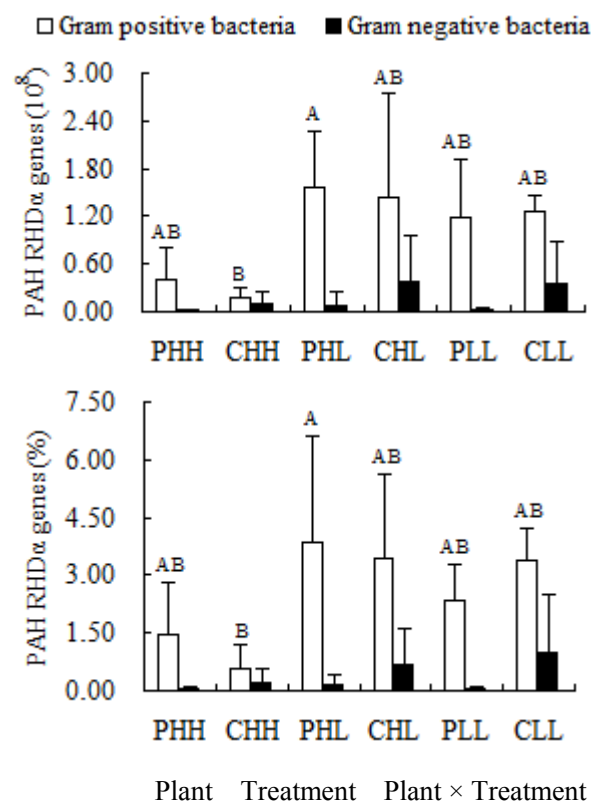 □ Gram positive bacteria ■ Gram negative bacteria
PAH RHDα genes (10⁸)
3.00
2.40
1.80
1.20
0.60
0.00
AB B A AB AB AB
PHH CHH PHL CHL PLL CLL
PAH RHDα genes (%)
7.50
6.00
4.50
3.00
1.50
0.00
AB B A AB AB AB
PHH CHH PHL CHL PLL CLL
Plant Treatment Plant × Treatment